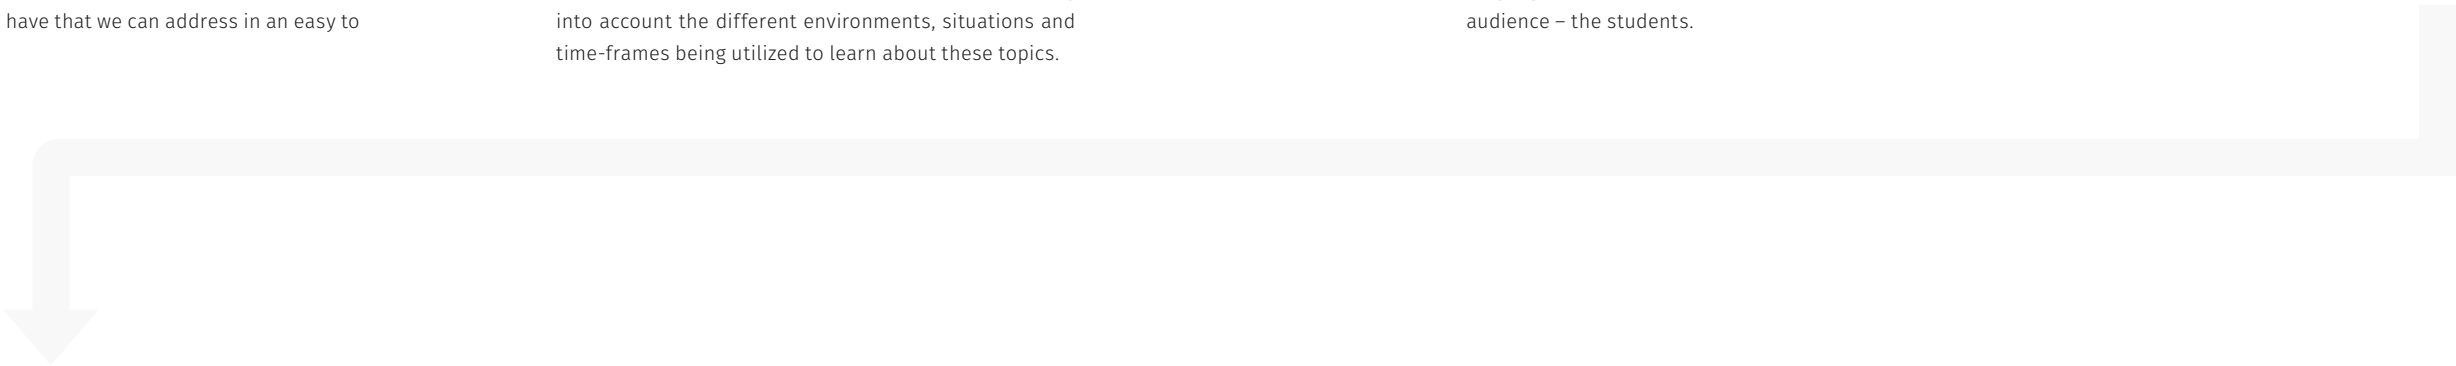 have that we can address in an easy to
into account the different environments, situations and
time-frames being utilized to learn about these topics.
audience – the students.